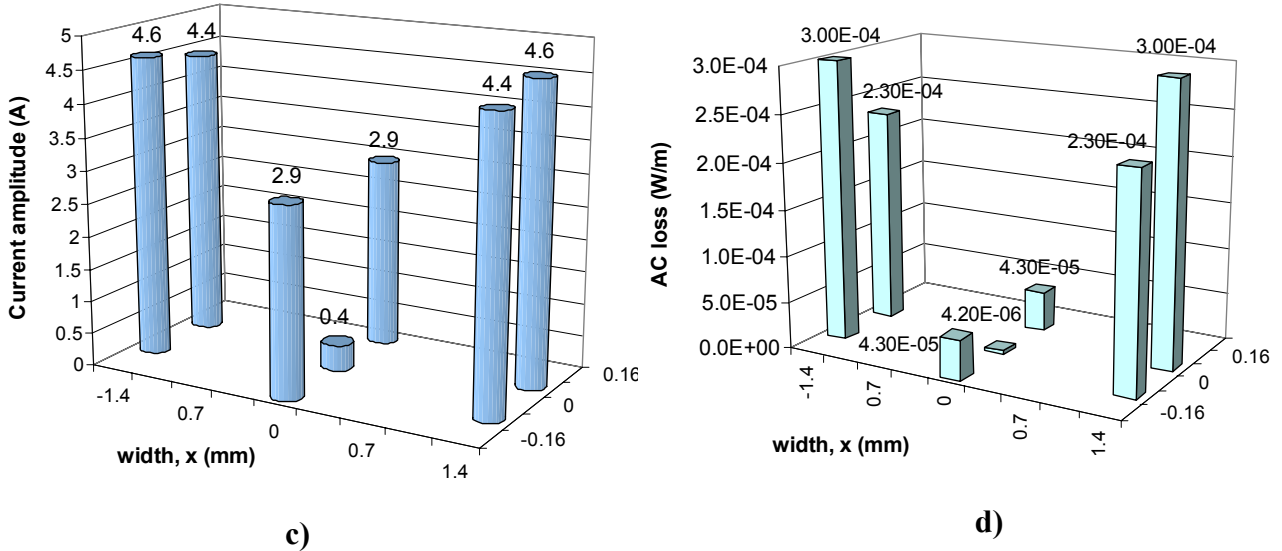 Current amplitude (A)
5
4.5
4
3.5
3
2.5
2
1.5
1
0.5
0
4.6
4.4
2.9
0.4
2.9
4.4
4.6
-1.4
0.7
0
0.7
1.4
-0.16
0
0.16
width, x (mm)
c)
AC loss (W/m)
3.0E-04
2.5E-04
2.0E-04
1.5E-04
1.0E-04
5.0E-05
0.0E+00
3.00E-04
2.30E-04
4.30E-05
4.20E-06
4.30E-05
2.30E-04
3.00E-04
-1.4
0.7
0
0.7
1.4
-0.16
0
0.16
width, x (mm)
d)